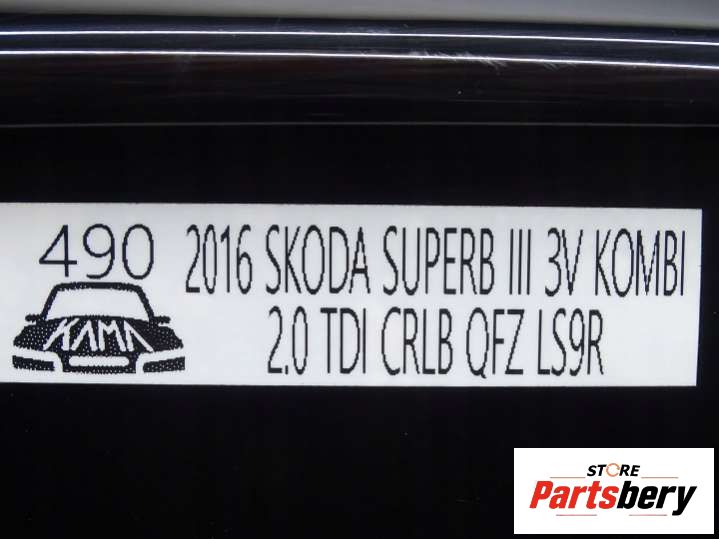 490
KAMA
2016 SKODA SUPERB III 3V KOMBI
2.0 TDI CRLB QFZ LS9R
STORE
Partsbery